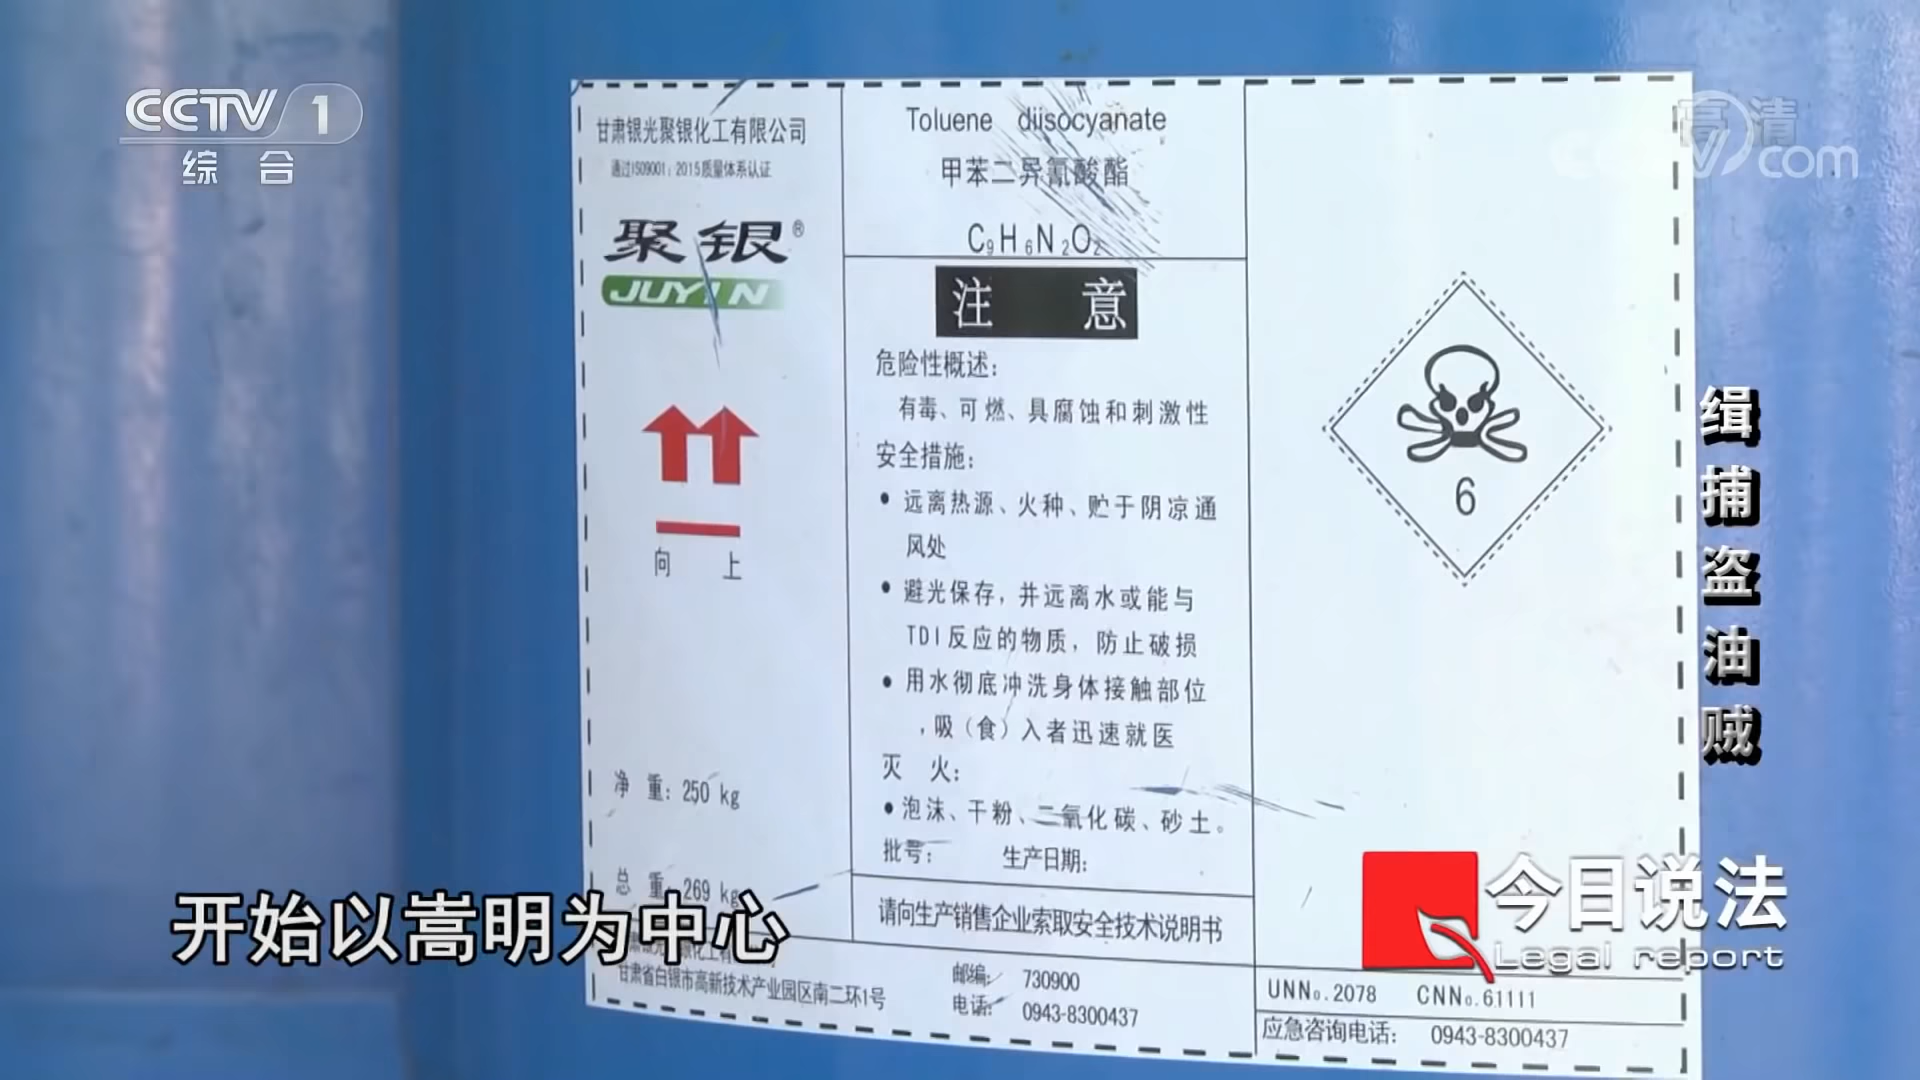 CCTV 1
综合
高清
CCTV.com
甘肃银光聚银化工有限公司
通过ISO9001：2015质量体系认证
聚银®
JUYIN
向 上
净 重：250 kg
总 重：269 kg
Toluene diisocyanate
甲苯二异氰酸酯
C9H6N2O2
注 意
危险性概述：
有毒、可燃、具腐蚀和刺激性
安全措施：
• 远离热源、火种、贮于阴凉通
风处
• 避光保存，并远离水或能与
TDI反应的物质，防止破损
• 用水彻底冲洗身体接触部位
，吸（食）入者迅速就医
灭 火：
• 泡沫、干粉、二氧化碳、砂土。
批号： 生产日期：
请向生产销售企业索取安全技术说明书
6
缉捕盗油贼
今日说法
Legal report
开始以嵩明为中心
甘肃省白银市高新技术产业园区南二环1号
邮编： 730900
电话： 0943-8300437
UNNo.2078 CNNo.61111
应急咨询电话： 0943-8300437